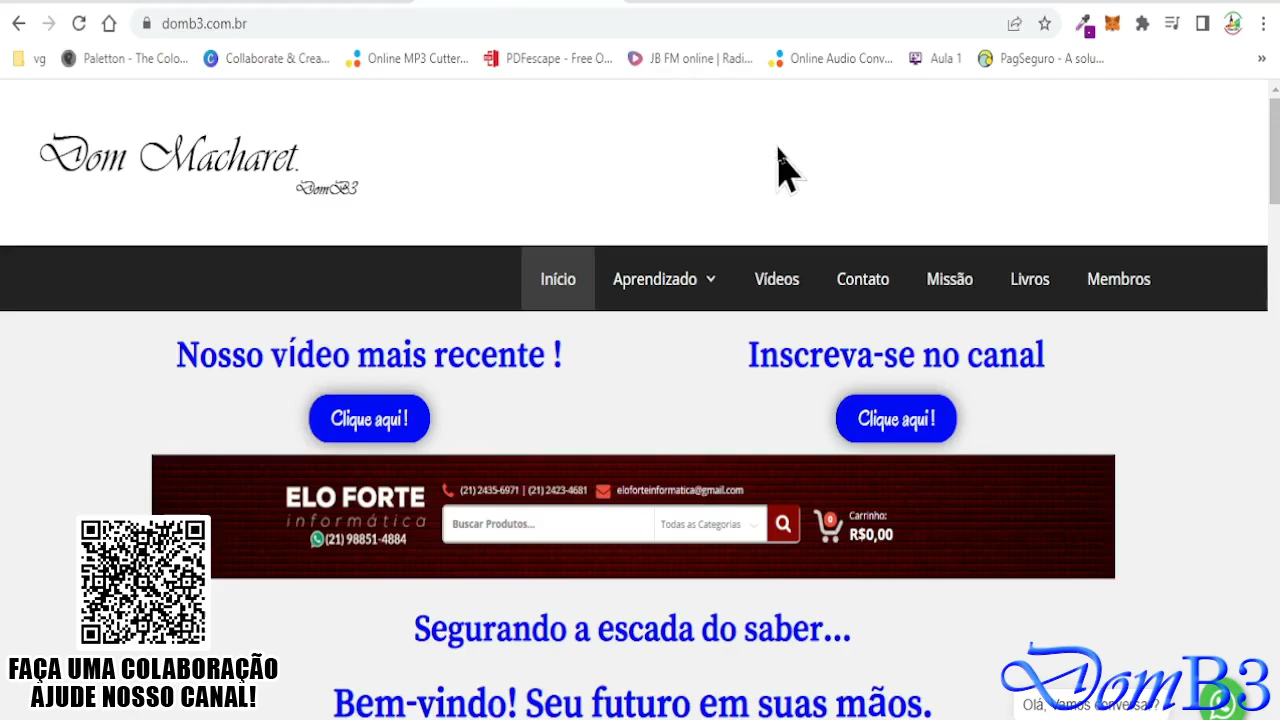 domb3.com.br
vg
Paletton - The Colo...
Collaborate & Crea...
Online MP3 Cutter...
PDFescape - Free O...
JB FM online | Radi...
Online Audio Conv...
Aula 1
PagSeguro - A solu...
»
Dom Macharet.
DomB3
Início
Aprendizado
Vídeos
Contato
Missão
Livros
Membros
Nosso vídeo mais recente !
Inscreva-se no canal
Clique aqui !
Clique aqui !
ELO FORTE
informática
(21) 98851-4884
(21) 2435-6971 | (21) 2423-4681
eloforteinformatica@gmail.com
Buscar Produtos...
Todas as Categorias
0
Carrinho:
R$0,00
Segurando a escada do saber...
Bem-vindo! Seu futuro em suas mãos.
FAÇA UMA COLABORAÇÃO
AJUDE NOSSO CANAL!
DomB3
Olá, Vamos conversar?